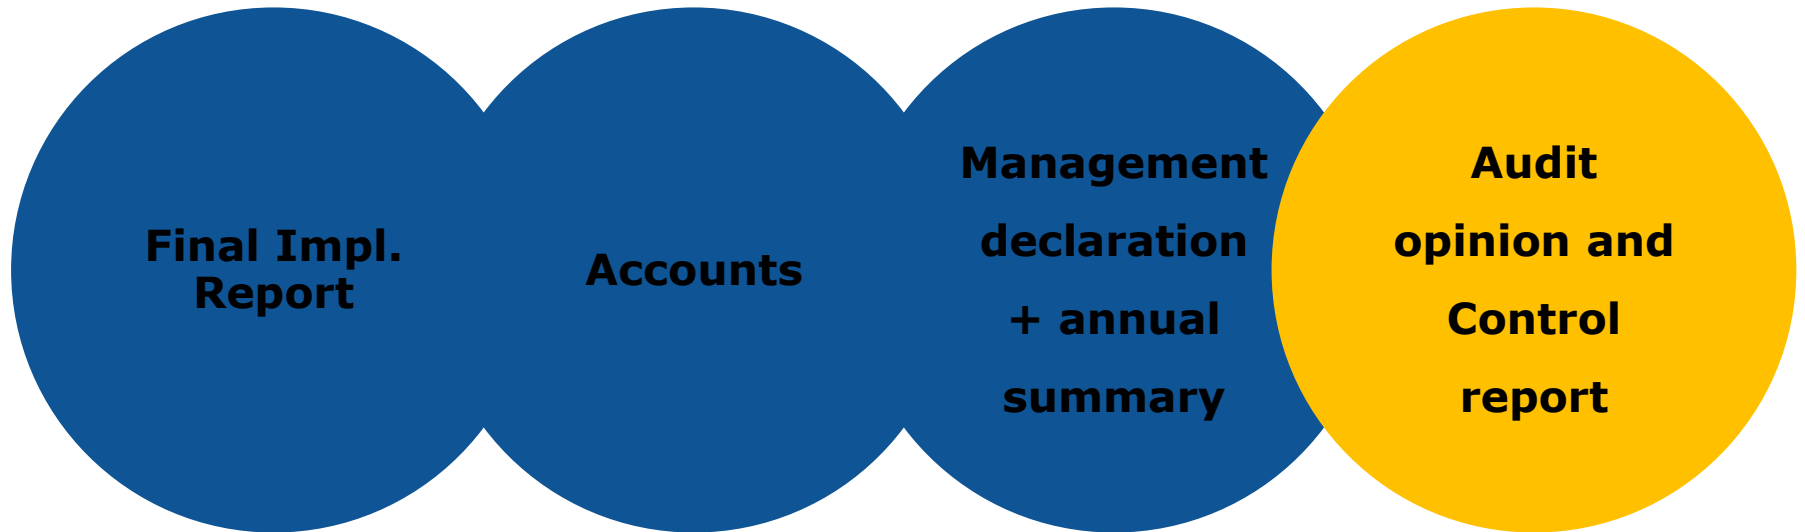 Final Impl.
Report
Accounts
Management
declaration
+ annual
summary
Audit
opinion and
Control
report